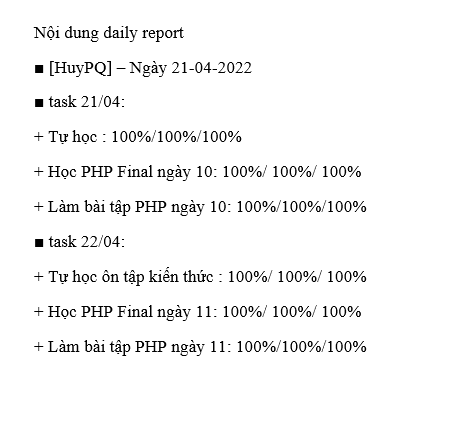 Nội dung daily report
■ [HuyPQ] – Ngày 21-04-2022
■ task 21/04:
+ Tự học : 100%/100%/100%
+ Học PHP Final ngày 10: 100%/ 100%/ 100%
+ Làm bài tập PHP ngày 10: 100%/100%/100%
■ task 22/04:
+ Tự học ôn tập kiến thức : 100%/ 100%/ 100%
+ Học PHP Final ngày 11: 100%/ 100%/ 100%
+ Làm bài tập PHP ngày 11: 100%/100%/100%